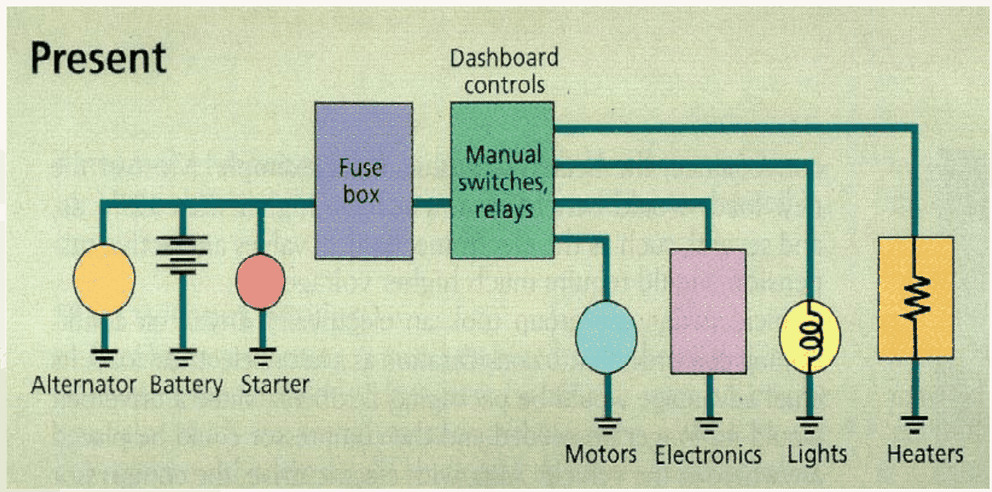 Present
Dashboard
controls
Fuse
box
Manual
switches,
relays
Alternator Battery Starter
Motors Electronics Lights Heaters